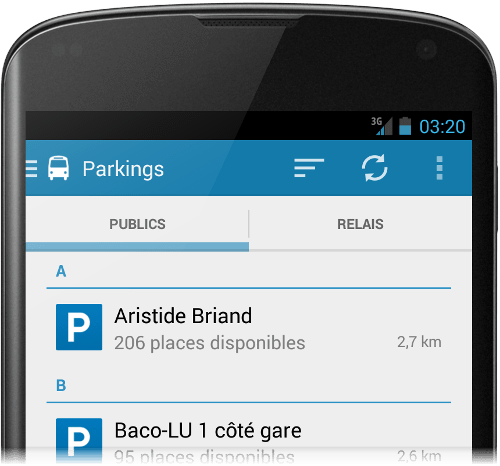 3G 03:20
Parkings
PUBLICS RELAIS
A
P Aristide Briand
206 places disponibles 2,7 km
B
P Baco-LU 1 côté gare
95 places disponibles 2,6 km